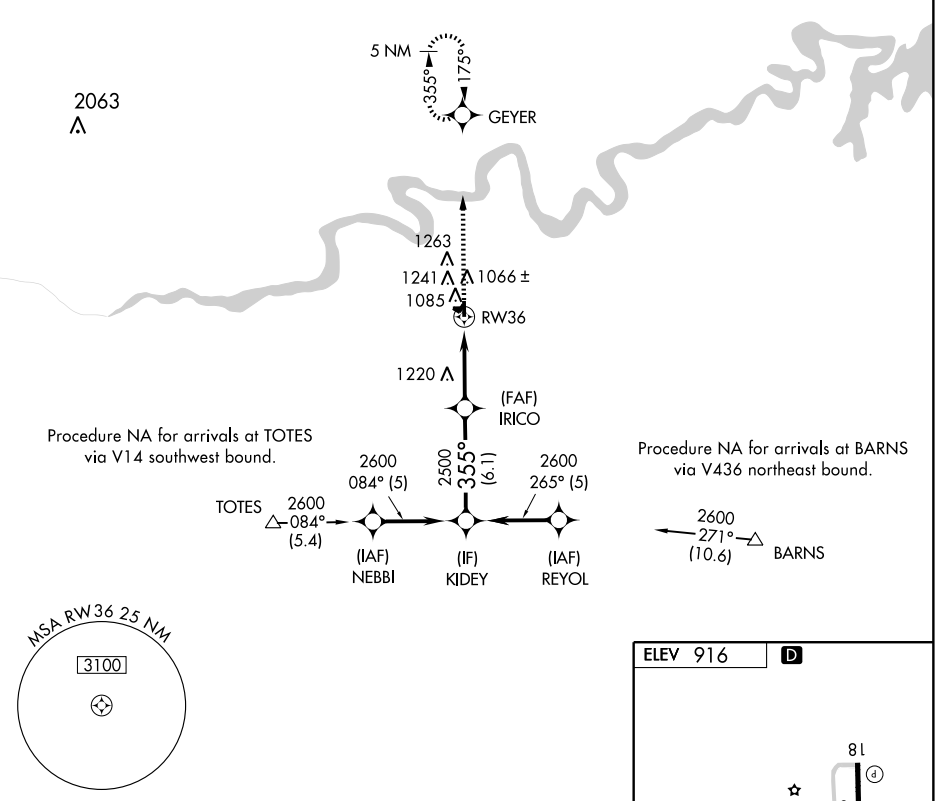 5 NM
355°
175°
GEYER
2063
1263
1241
1066 ±
1085
RW36
1220
(FAF)
IRICO
Procedure NA for arrivals at TOTES
via V14 southwest bound.
Procedure NA for arrivals at BARNS
via V436 northeast bound.
2600
084° (5)
2500
355°
(6.1)
2600
265° (5)
TOTES
2600
084°
(5.4)
2600
271°
(10.6)
BARNS
(IAF)
NEBBI
(IF)
KIDEY
(IAF)
REYOL
MSA RW36 25 NM
3100
ELEV 916
D
18
P